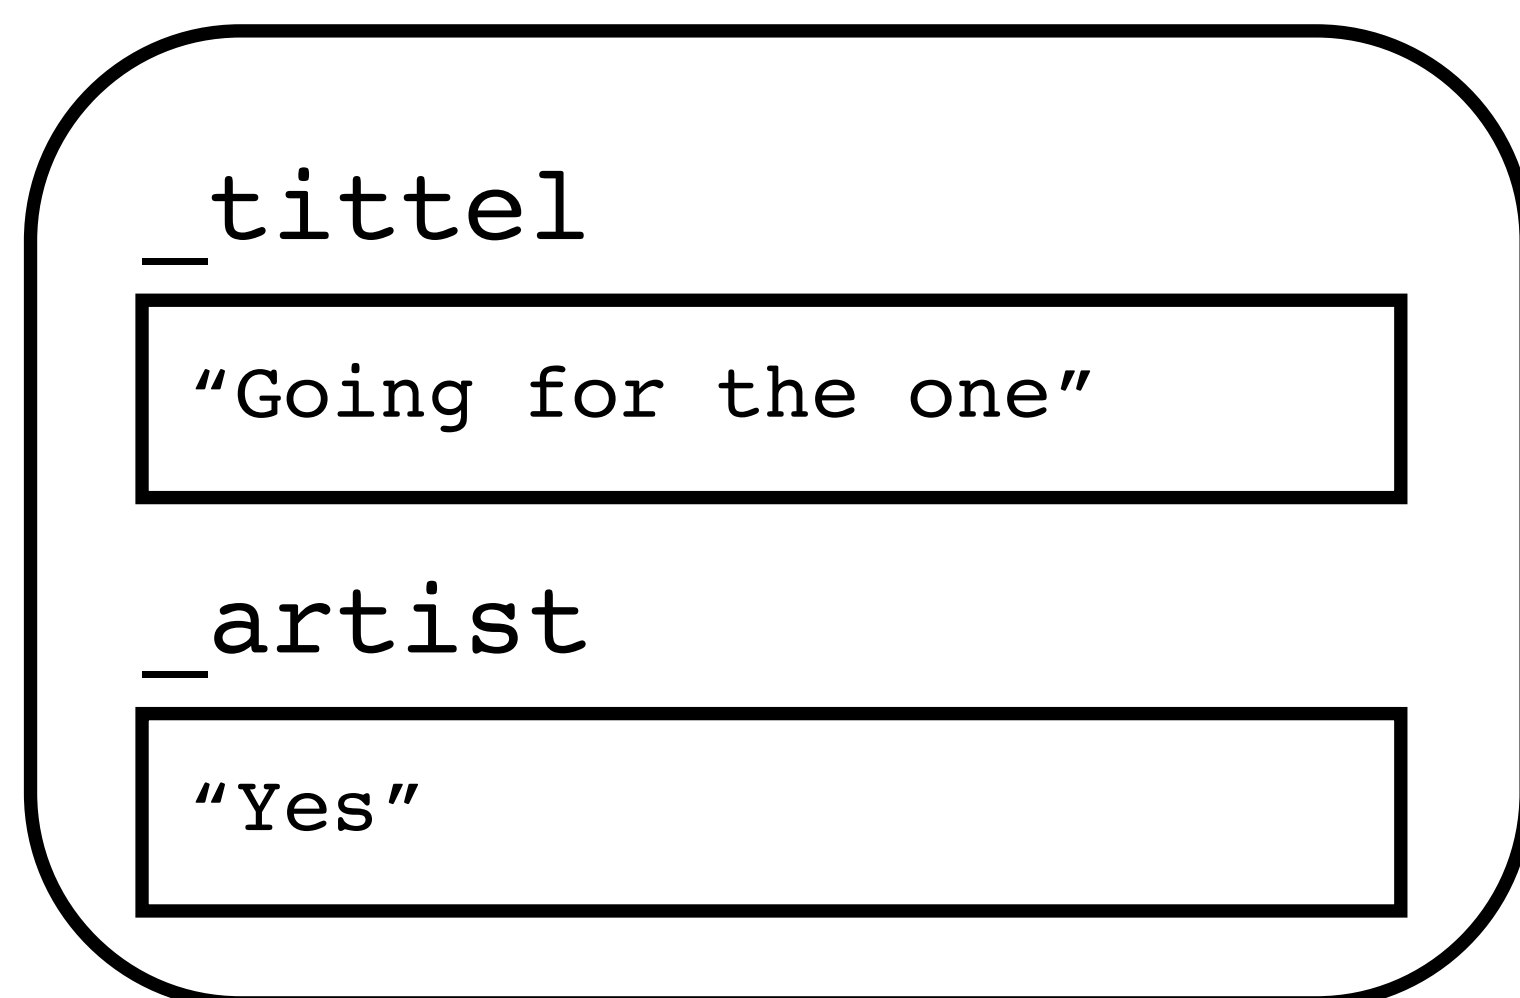 _tittel
“Going for the one”
_artist
“Yes”